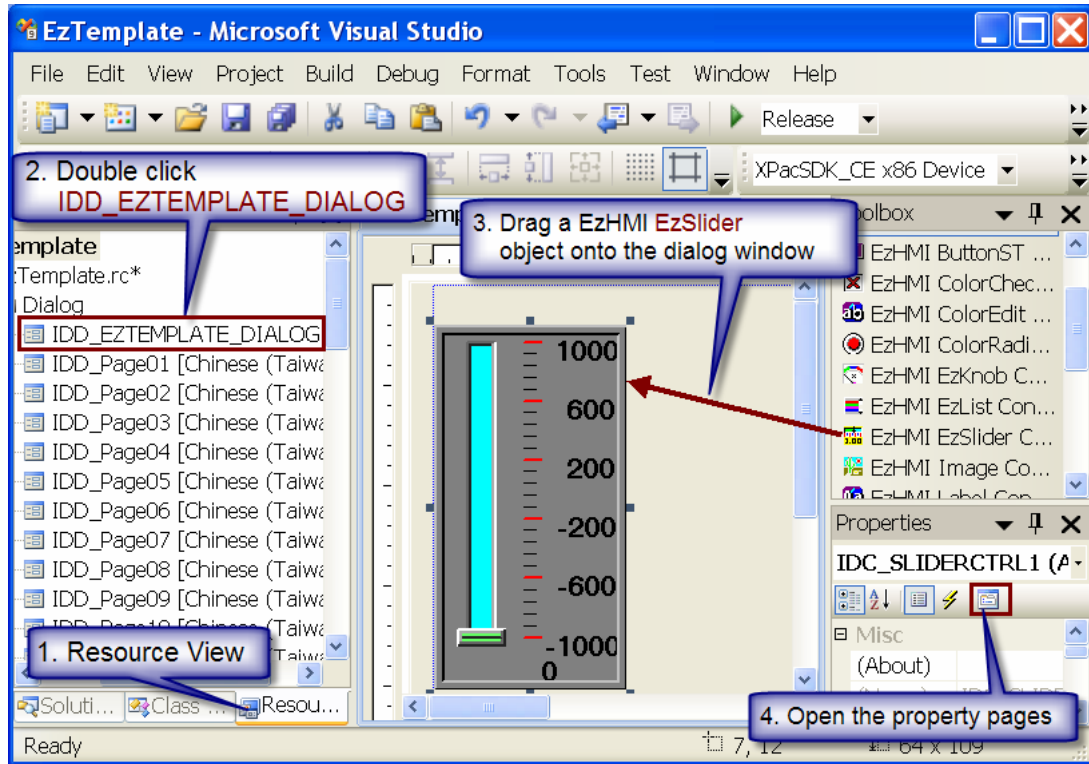 EzTemplate - Microsoft Visual Studio
File Edit View Project Build Debug Format Tools Test Window Help
Release
2. Double click
IDD_EZTEMPLATE_DIALOG
XPacSDK_CE x86 Device
3. Drag a EzHMI EzSlider
object onto the dialog window
EzHMI ButtonST ...
emplate
EzHMI ColorChec...
Template.rc*
EzHMI ColorEdit ...
Dialog
IDD_EZTEMPLATE_DIALOG
EzHMI ColorRadi...
IDD_Page01 [Chinese (Taiwa
EzHMI EzKnob C...
IDD_Page02 [Chinese (Taiwa
EzHMI EzList Con...
IDD_Page03 [Chinese (Taiwa
EzHMI EzSlider C...
IDD_Page04 [Chinese (Taiwa
EzHMI Image Co...
IDD_Page05 [Chinese (Taiwa
EzHMI Label Con
IDD_Page06 [Chinese (Taiwa
IDD_Page07 [Chinese (Taiwa
IDD_Page08 [Chinese (Taiwa
IDD_Page09 [Chinese (Taiwa
1000
600
200
-200
-600
-1000
0
Properties
IDC_SLIDERCTRL1 (A
Misc
(About)
1. Resource View
Soluti... Class ... Resou...
4. Open the property pages
Ready
7, 12
64 x 109